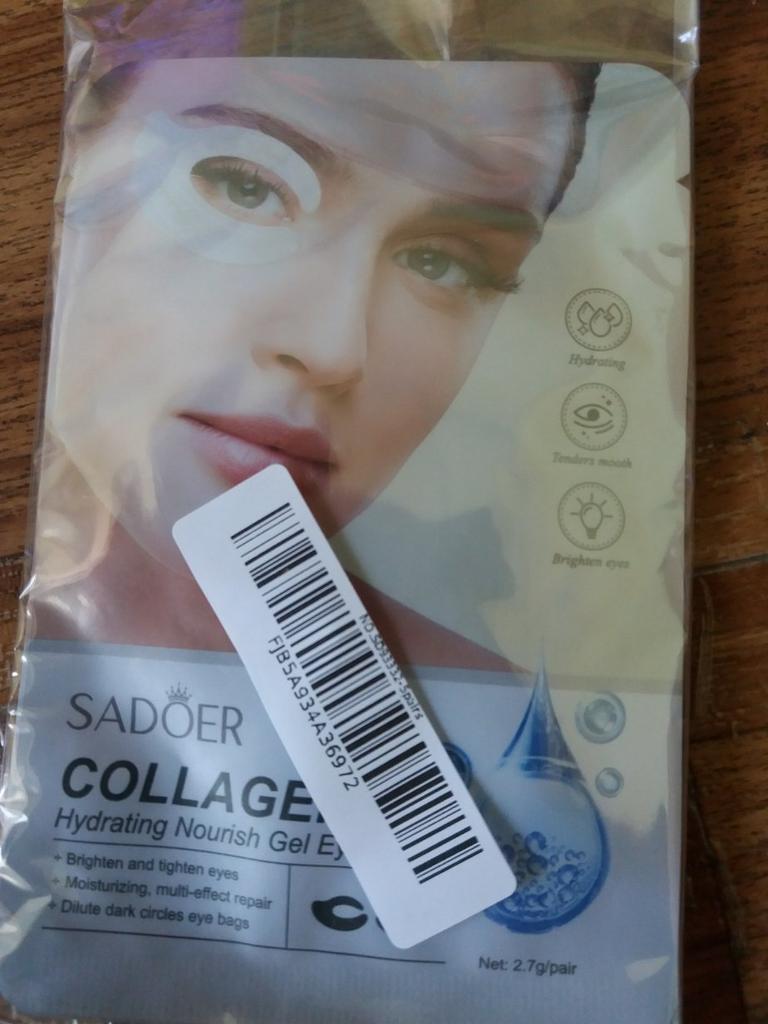 Hydrating
Tenders mooth
Brighten eyes
FJB5A934A36972
SADOER
COLLAGE
Hydrating Nourish Gel Ey
+ Brighten and tighten eyes
+ Moisturizing, multi-effect repair
+ Dilute dark circles eye bags
Net: 2.7g/pair